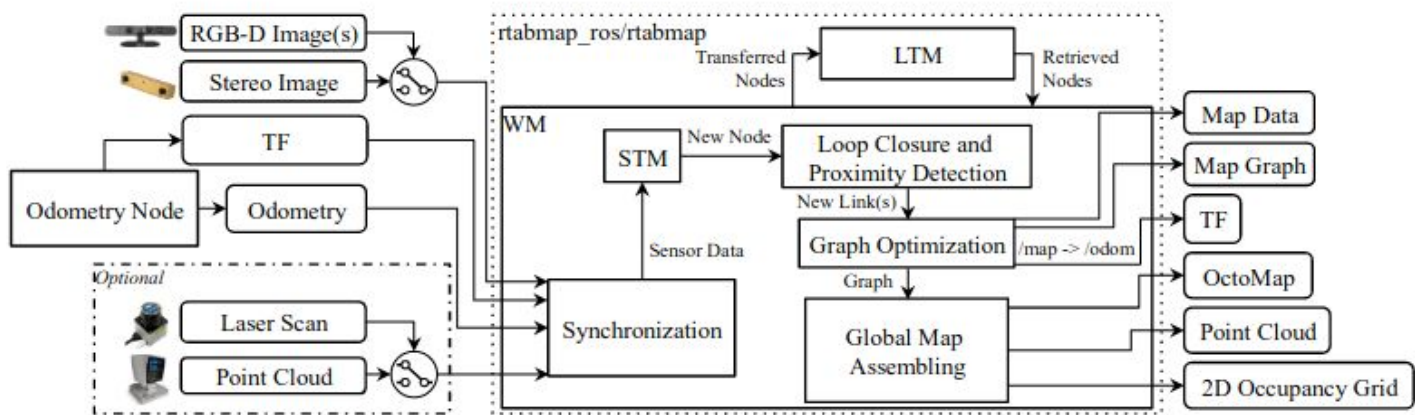 RGB-D Image(s)
Stereo Image
TF
Odometry Node
Odometry
Optional
Laser Scan
Point Cloud
rtabmap_ros/rtabmap
Transferred
Nodes
LTM
Retrieved
Nodes
WM
STM
New Node
Loop Closure and
Proximity Detection
New Link(s)
Graph Optimization
/map -> /odom
Sensor Data
Graph
Synchronization
Global Map
Assembling
Map Data
Map Graph
TF
OctoMap
Point Cloud
2D Occupancy Grid